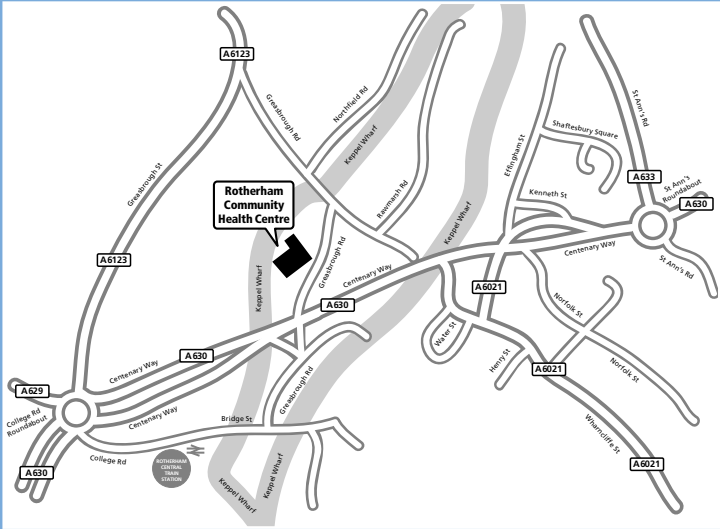 A6123
Greasbrough Rd
Northfield Rd
Keppel Wharf
St Ann's Rd
Shaftesbury Square
Effingham St
Greasbrough St
A633
St Ann's
Roundabout
A630
Rotherham
Community
Health Centre
Kenneth St
Rawmarsh Rd
Keppel Wharf
Greasbrough Rd
Centenary Way
St Ann's Rd
A6123
Keppel Wharf
Centenary Way
A6021
A630
Norfolk St
Water St
A630
Henry St
Norfolk St
Centenary Way
A6021
A629
College Rd
Roundabout
Centenary Way
Greasbrough Rd
Bridge St
Wharncliffe St
College Rd
ROTHERHAM
CENTRAL
TRAIN
STATION
A630
Keppel Wharf
Keppel Wharf
A6021